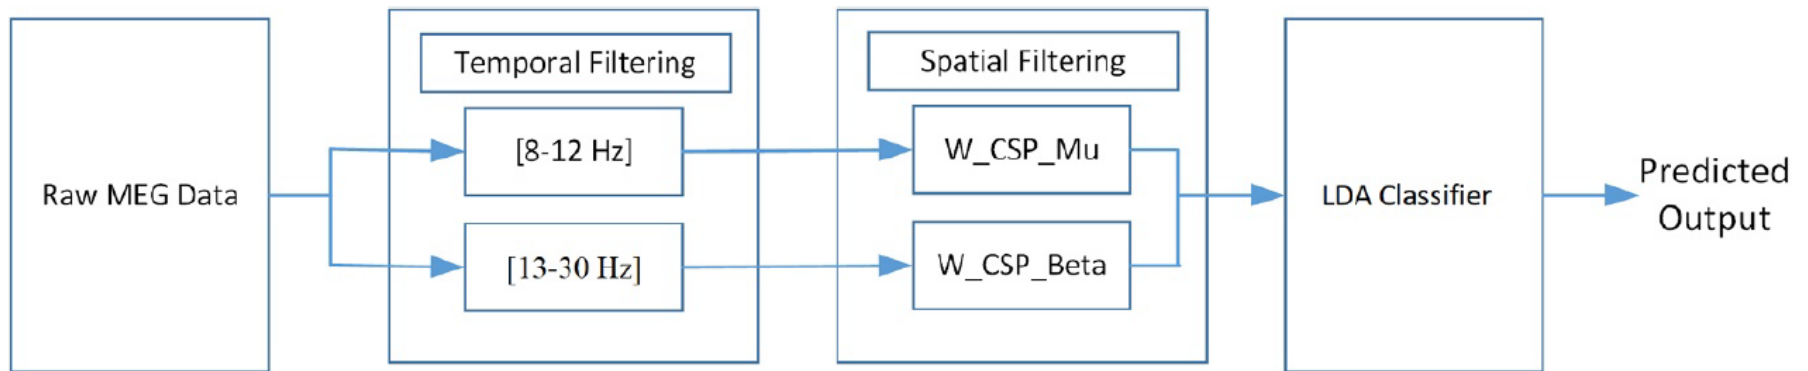 Raw MEG Data
Temporal Filtering
[8-12 Hz]
[13-30 Hz]
Spatial Filtering
W_CSP_Mu
W_CSP_Beta
LDA Classifier
Predicted
Output